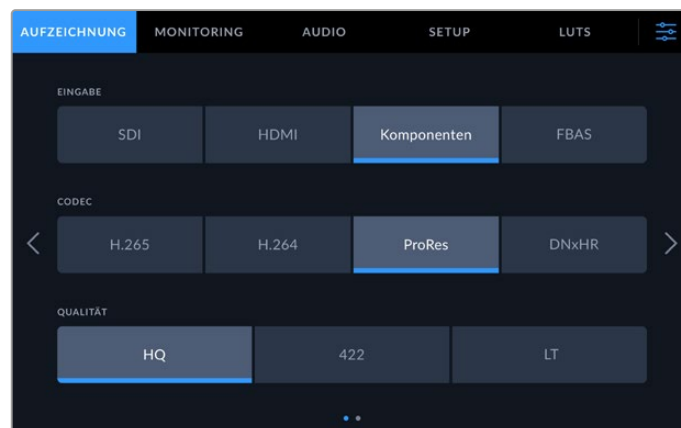 AUFZEICHNUNG MONITORING AUDIO SETUP LUTS
EINGABE
SDI HDMI Komponenten FBAS
CODEC
H.265 H.264 ProRes DNxHR
QUALITÄT
HQ 422 LT